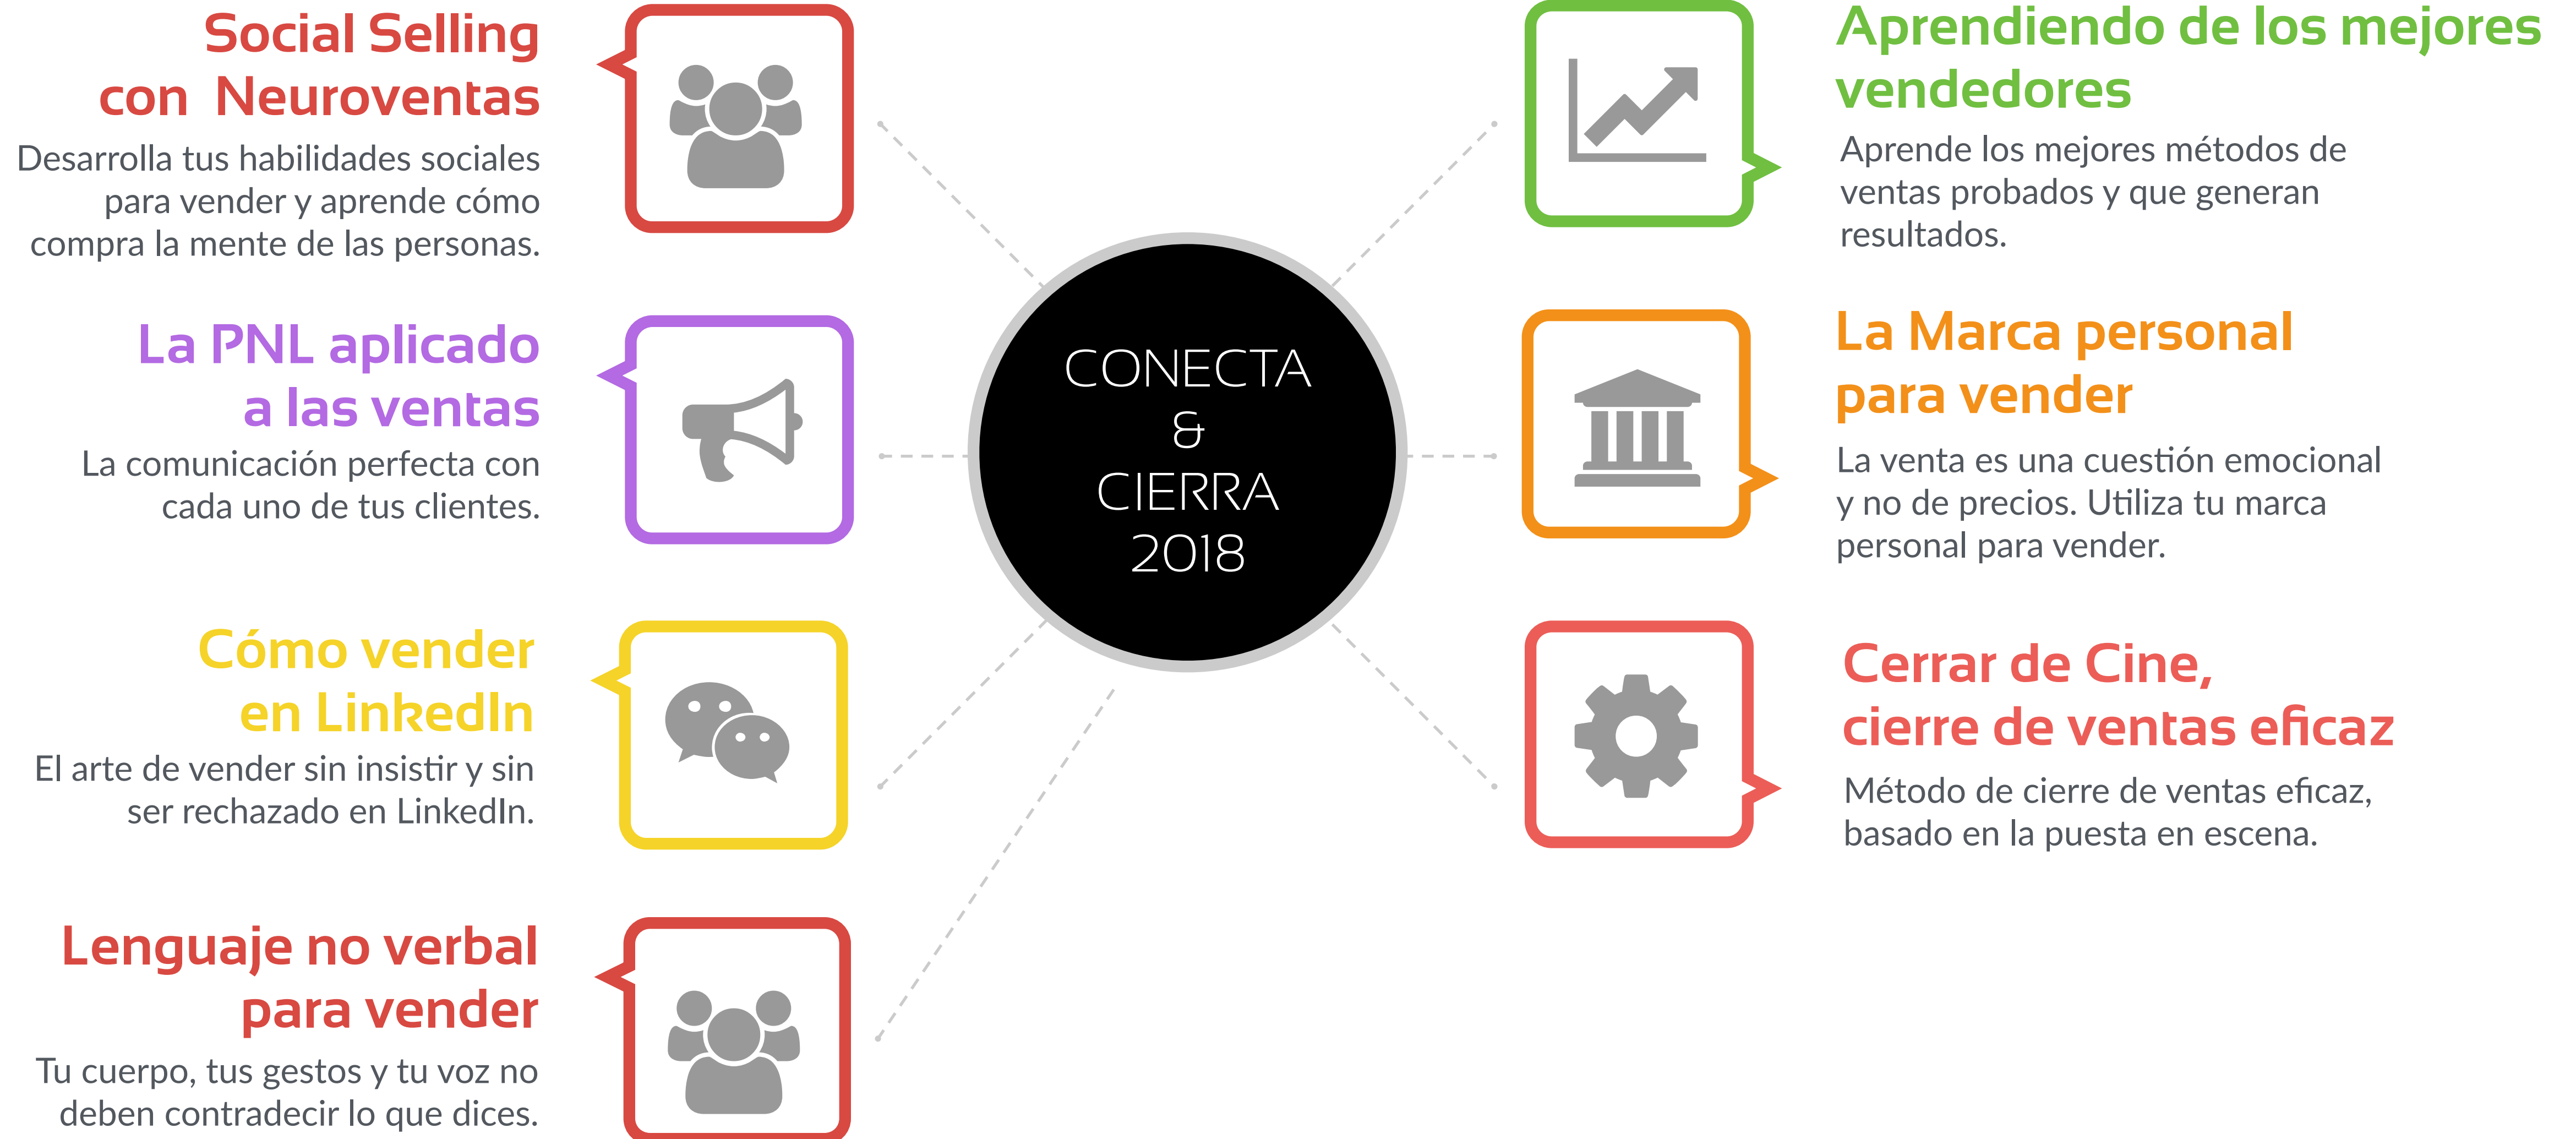 Social Selling
con Neuroventas
Desarrolla tus habilidades sociales
para vender y aprende cómo
compra la mente de las personas.
La PNL aplicado
a las ventas
La comunicación perfecta con
cada uno de tus clientes.
Cómo vender
en LinkedIn
El arte de vender sin insistir y sin
ser rechazado en LinkedIn.
Lenguaje no verbal
para vender
Tu cuerpo, tus gestos y tu voz no
deben contradecir lo que dices.
CONECTA
&
CIERRA
2018
Aprendiendo de los mejores
vendedores
Aprende los mejores métodos de
ventas probados y que generan
resultados.
La Marca personal
para vender
La venta es una cuestión emocional
y no de precios. Utiliza tu marca
personal para vender.
Cerrar de Cine,
cierre de ventas eficaz
Método de cierre de ventas eficaz,
basado en la puesta en escena.